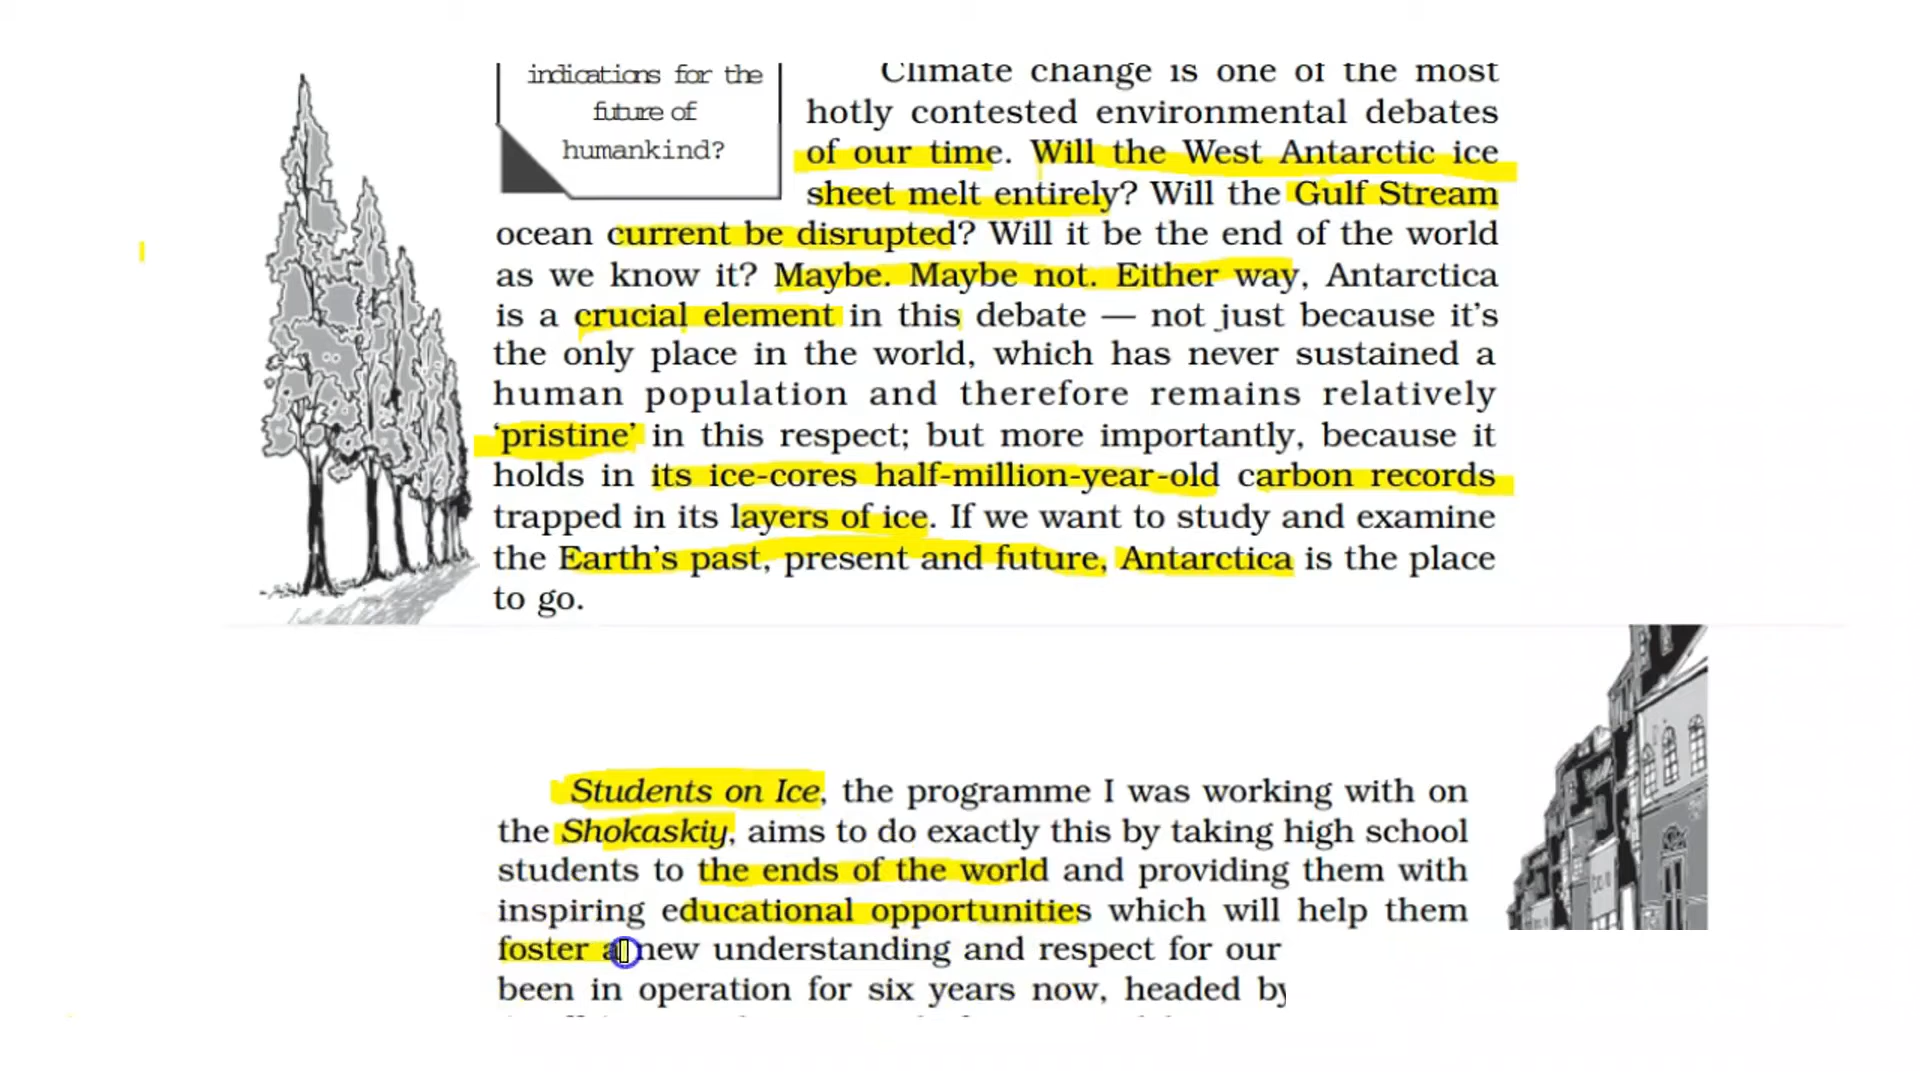 indications for the
future of
humankind?
Climate change is one of the most
hotly contested environmental debates
of our time. Will the West Antarctic ice
sheet melt entirely? Will the Gulf Stream
ocean current be disrupted? Will it be the end of the world
as we know it? Maybe. Maybe not. Either way, Antarctica
is a crucial element in this debate — not just because it's
the only place in the world, which has never sustained a
human population and therefore remains relatively
‘pristine’ in this respect; but more importantly, because it
holds in its ice-cores half-million-year-old carbon records
trapped in its layers of ice. If we want to study and examine
the Earth's past, present and future, Antarctica is the place
to go.
Students on Ice, the programme I was working with on
the Shokaskiy, aims to do exactly this by taking high school
students to the ends of the world and providing them with
inspiring educational opportunities which will help them
foster a new understanding and respect for our
been in operation for six years now, headed by